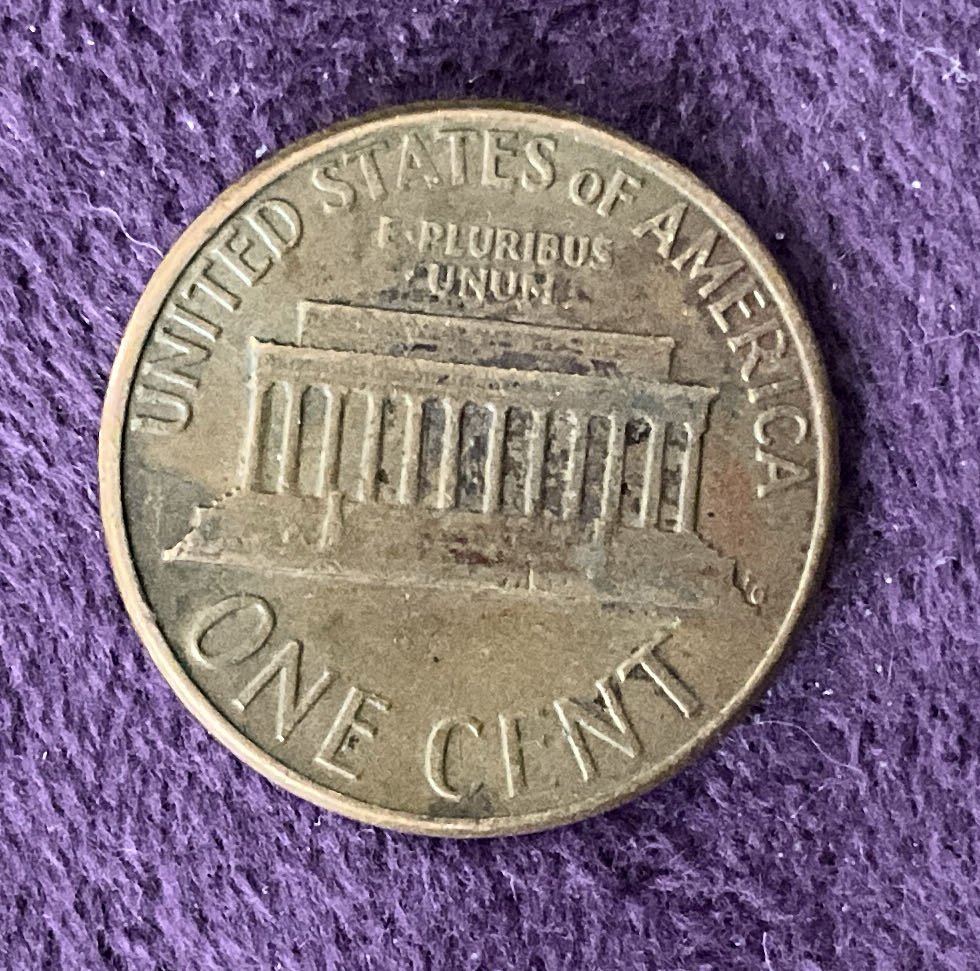 UNITED STATES OF AMERICA
E·PLURIBUS
UNUM
ONE CENT